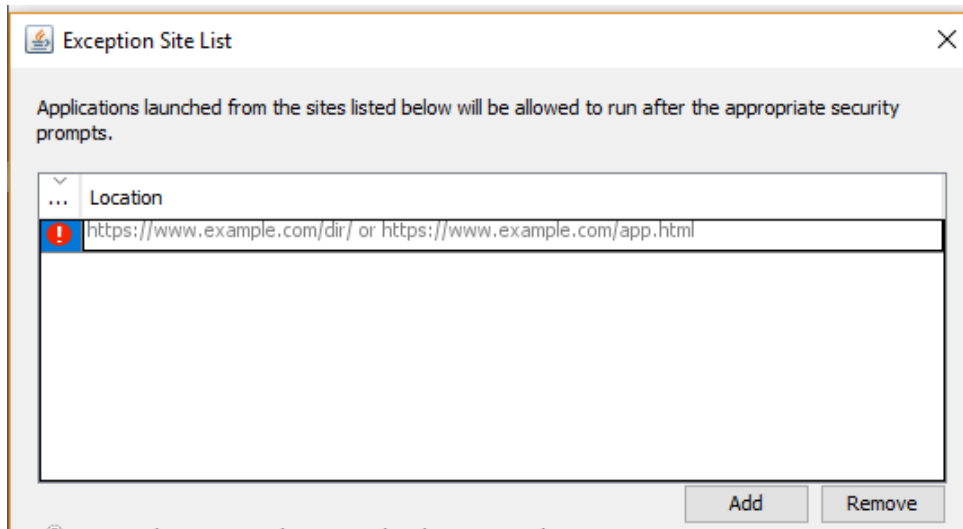 Exception Site List
Applications launched from the sites listed below will be allowed to run after the appropriate security
prompts.
... Location
https://www.example.com/dir/ or https://www.example.com/app.html
Add Remove